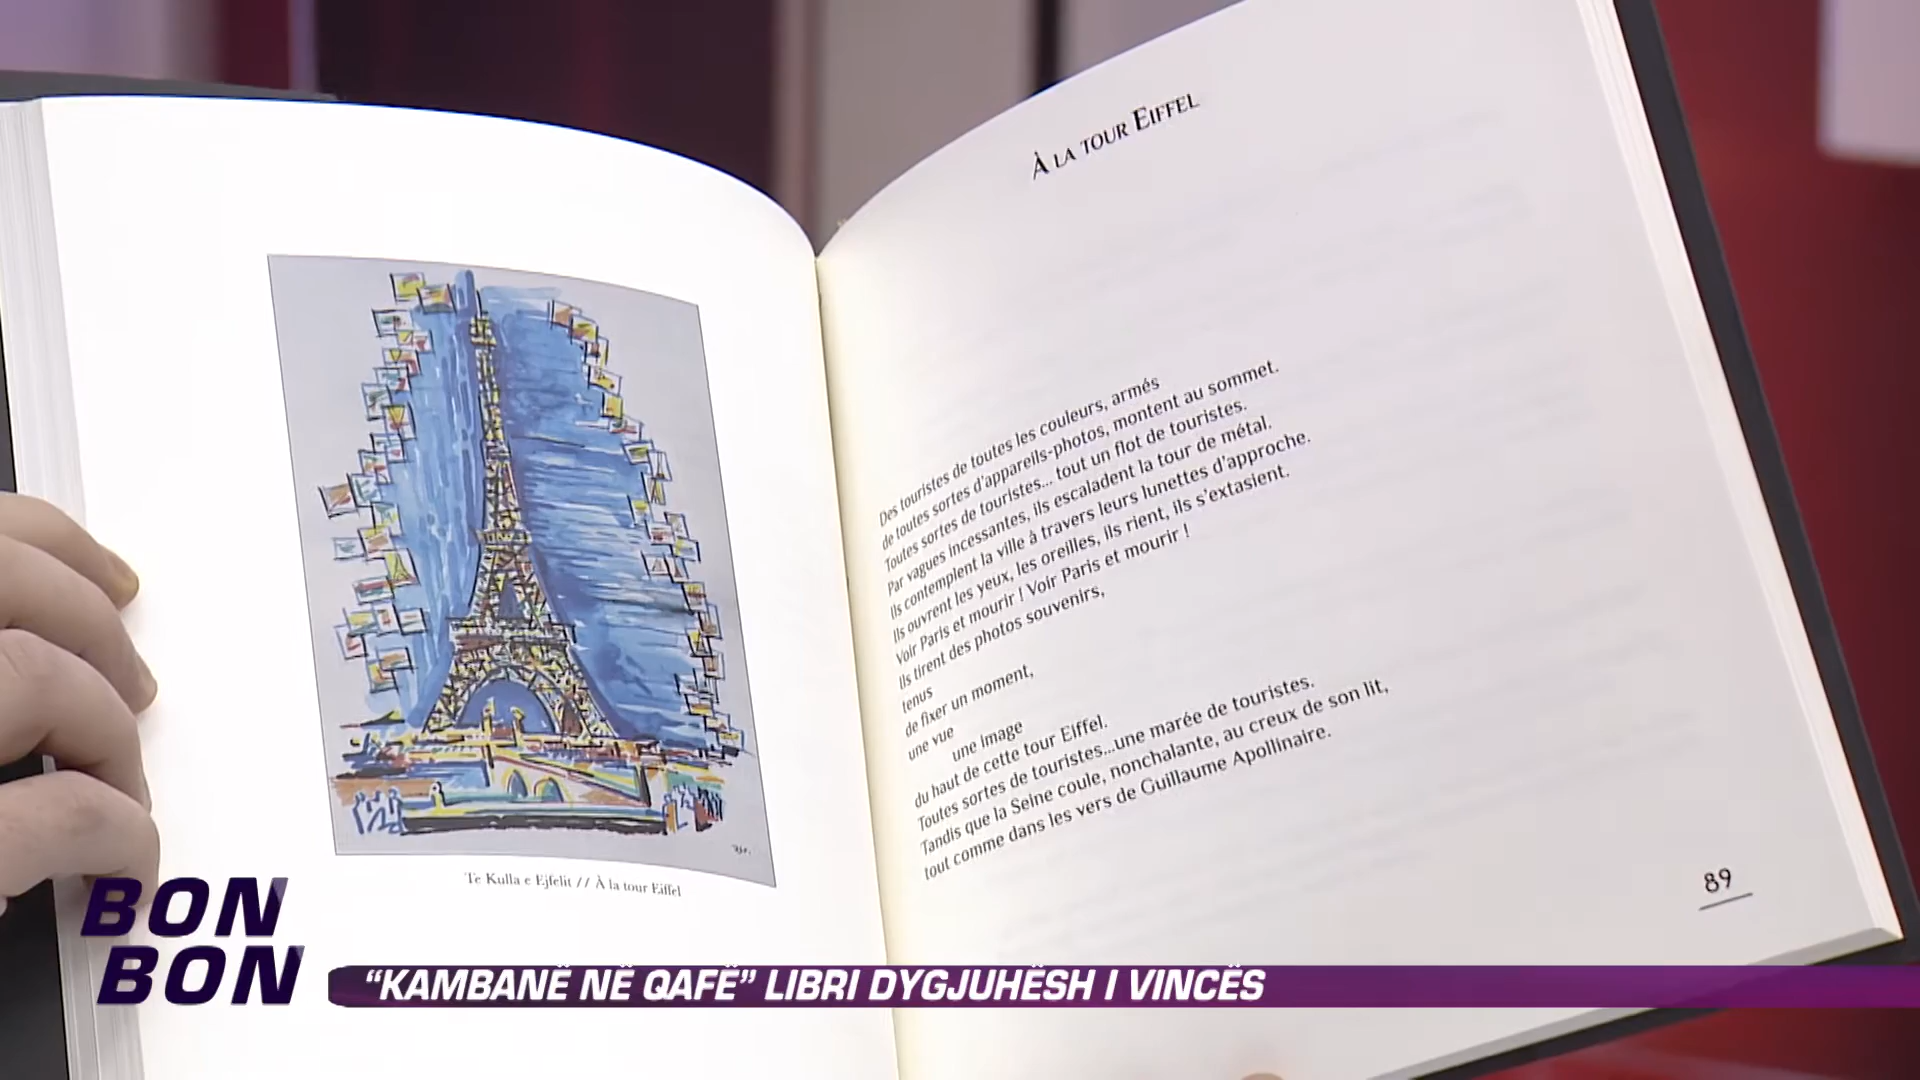 Te Kulla e Ejfelit // À la tour Eiffel
À LA TOUR EIFFEL
Des touristes de toutes les couleurs, armés
de toutes sortes d'appareils-photos, montent au sommet.
Toutes sortes de touristes... tout un flot de touristes.
Par vagues incessantes, ils escaladent la tour de métal.
Ils contemplent la ville à travers leurs lunettes d'approche.
Ils ouvrent les yeux, les oreilles, ils rient, ils s'extasient.
Voir Paris et mourir ! Voir Paris et mourir !
Ils tirent des photos souvenirs,
tenus
de fixer un moment,
une vue
une image
du haut de cette tour Eiffel.
Toutes sortes de touristes...une marée de touristes.
Tandis que la Seine coule, nonchalante, au creux de son lit,
tout comme dans les vers de Guillaume Apollinaire.
89
BON
BON
“KAMBANË NË QAFË” LIBRI DYGJUHËSH I VINCËS